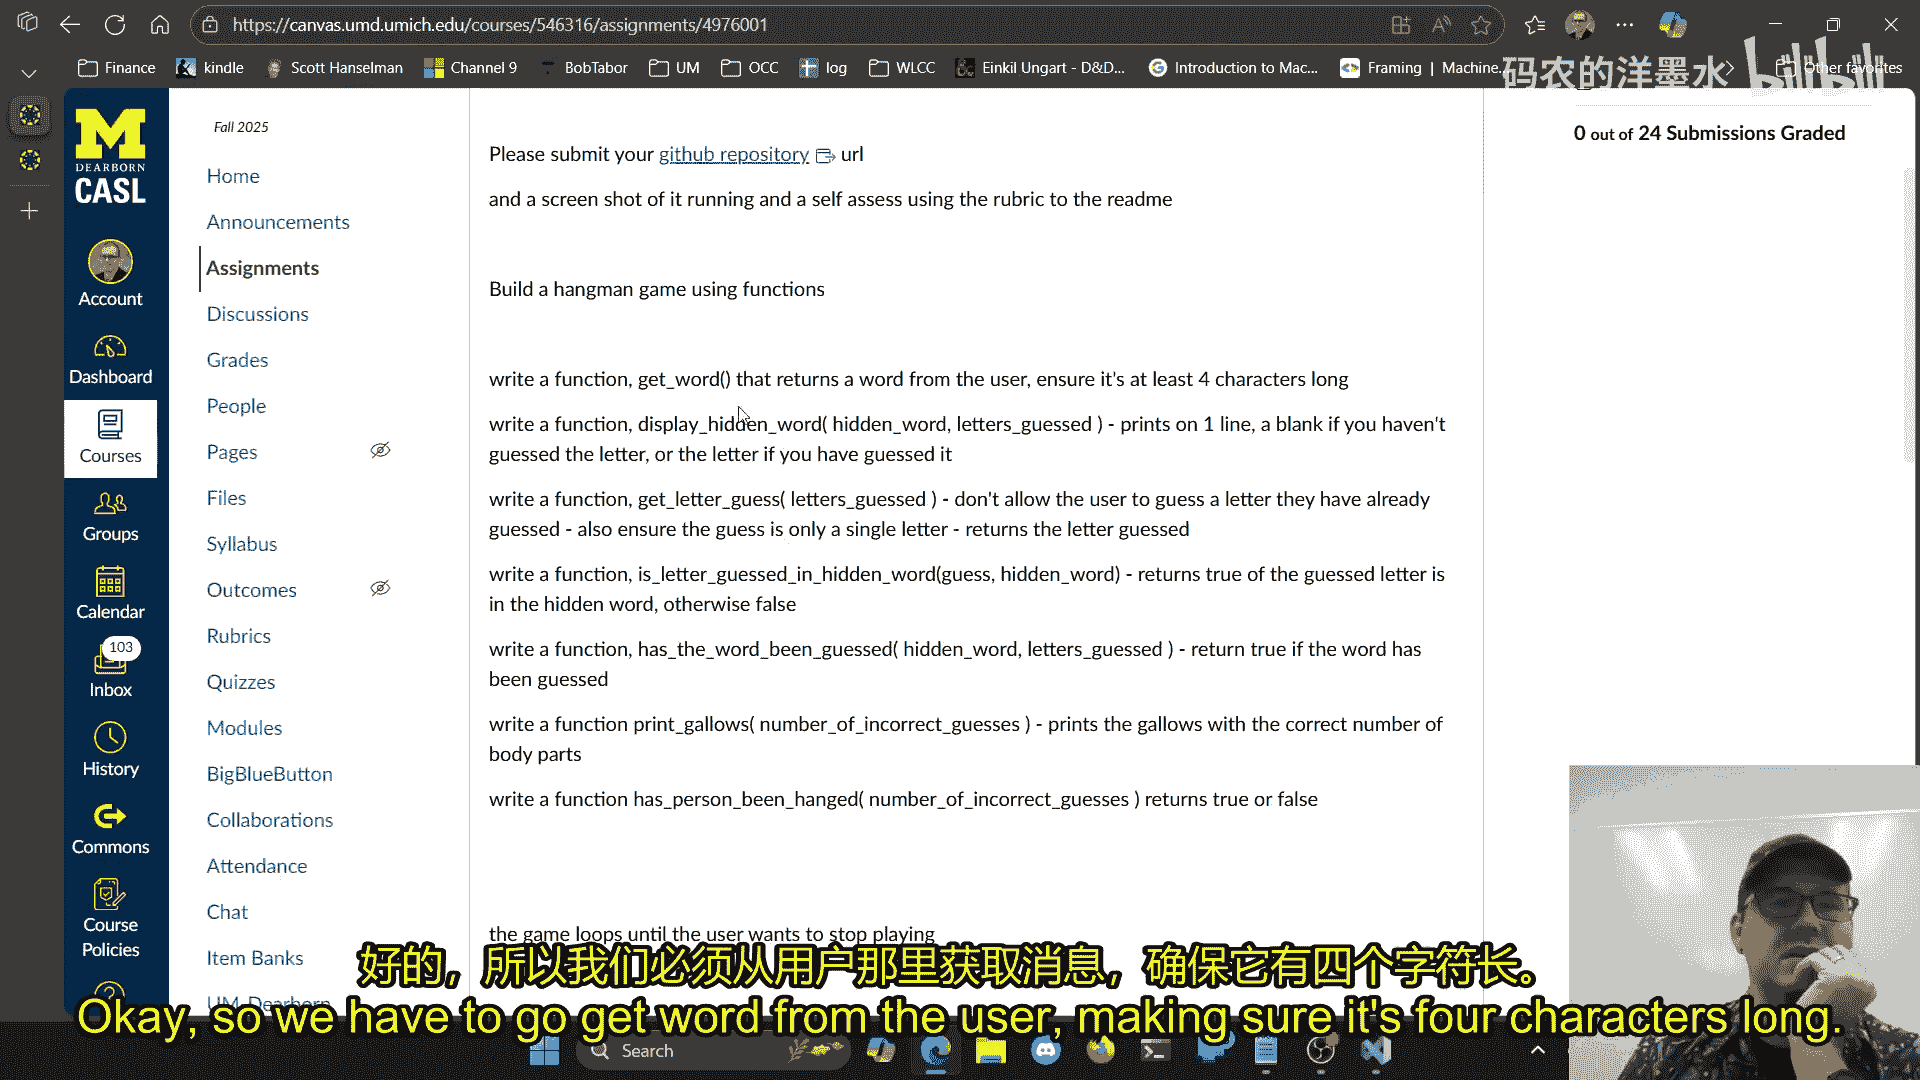 https://canvas.umd.umich.edu/courses/546316/assignments/4976001
Finance
kindle
Scott Hanselman
Channel 9
BobTabor
UM
OCC
log
WLCC
Einkil Ungart - D&D...
Introduction to Mac...
Framing | Machine...
Other favorites
码农的洋墨水
bilibili
M
DEARBORN
CASL
Account
Dashboard
Courses
Groups
Calendar
103
Inbox
History
Commons
Course
Policies
Fall 2025
Home
Announcements
Assignments
Discussions
Grades
People
Pages
Files
Syllabus
Outcomes
Rubrics
Quizzes
Modules
BigBlueButton
Collaborations
Attendance
Chat
Item Banks
UM-Dearborn
Please submit your github repository url
and a screen shot of it running and a self assess using the rubric to the readme
Build a hangman game using functions
write a function, get_word() that returns a word from the user, ensure it's at least 4 characters long
write a function, display_hidden_word( hidden_word, letters_guessed ) - prints on 1 line, a blank if you haven't
guessed the letter, or the letter if you have guessed it
write a function, get_letter_guess( letters_guessed ) - don't allow the user to guess a letter they have already
guessed - also ensure the guess is only a single letter - returns the letter guessed
write a function, is_letter_guessed_in_hidden_word(guess, hidden_word) - returns true of the guessed letter is
in the hidden word, otherwise false
write a function, has_the_word_been_guessed( hidden_word, letters_guessed ) - return true if the word has
been guessed
write a function print_gallows( number_of_incorrect_guesses ) - prints the gallows with the correct number of
body parts
write a function has_person_been_hanged( number_of_incorrect_guesses ) returns true or false
the game loops until the user wants to stop playing
0 out of 24 Submissions Graded
好的，所以我们必须从用户那里获取消息，确保它有四个字符长。
Okay, so we have to go get word from the user, making sure it's four characters long.
Search